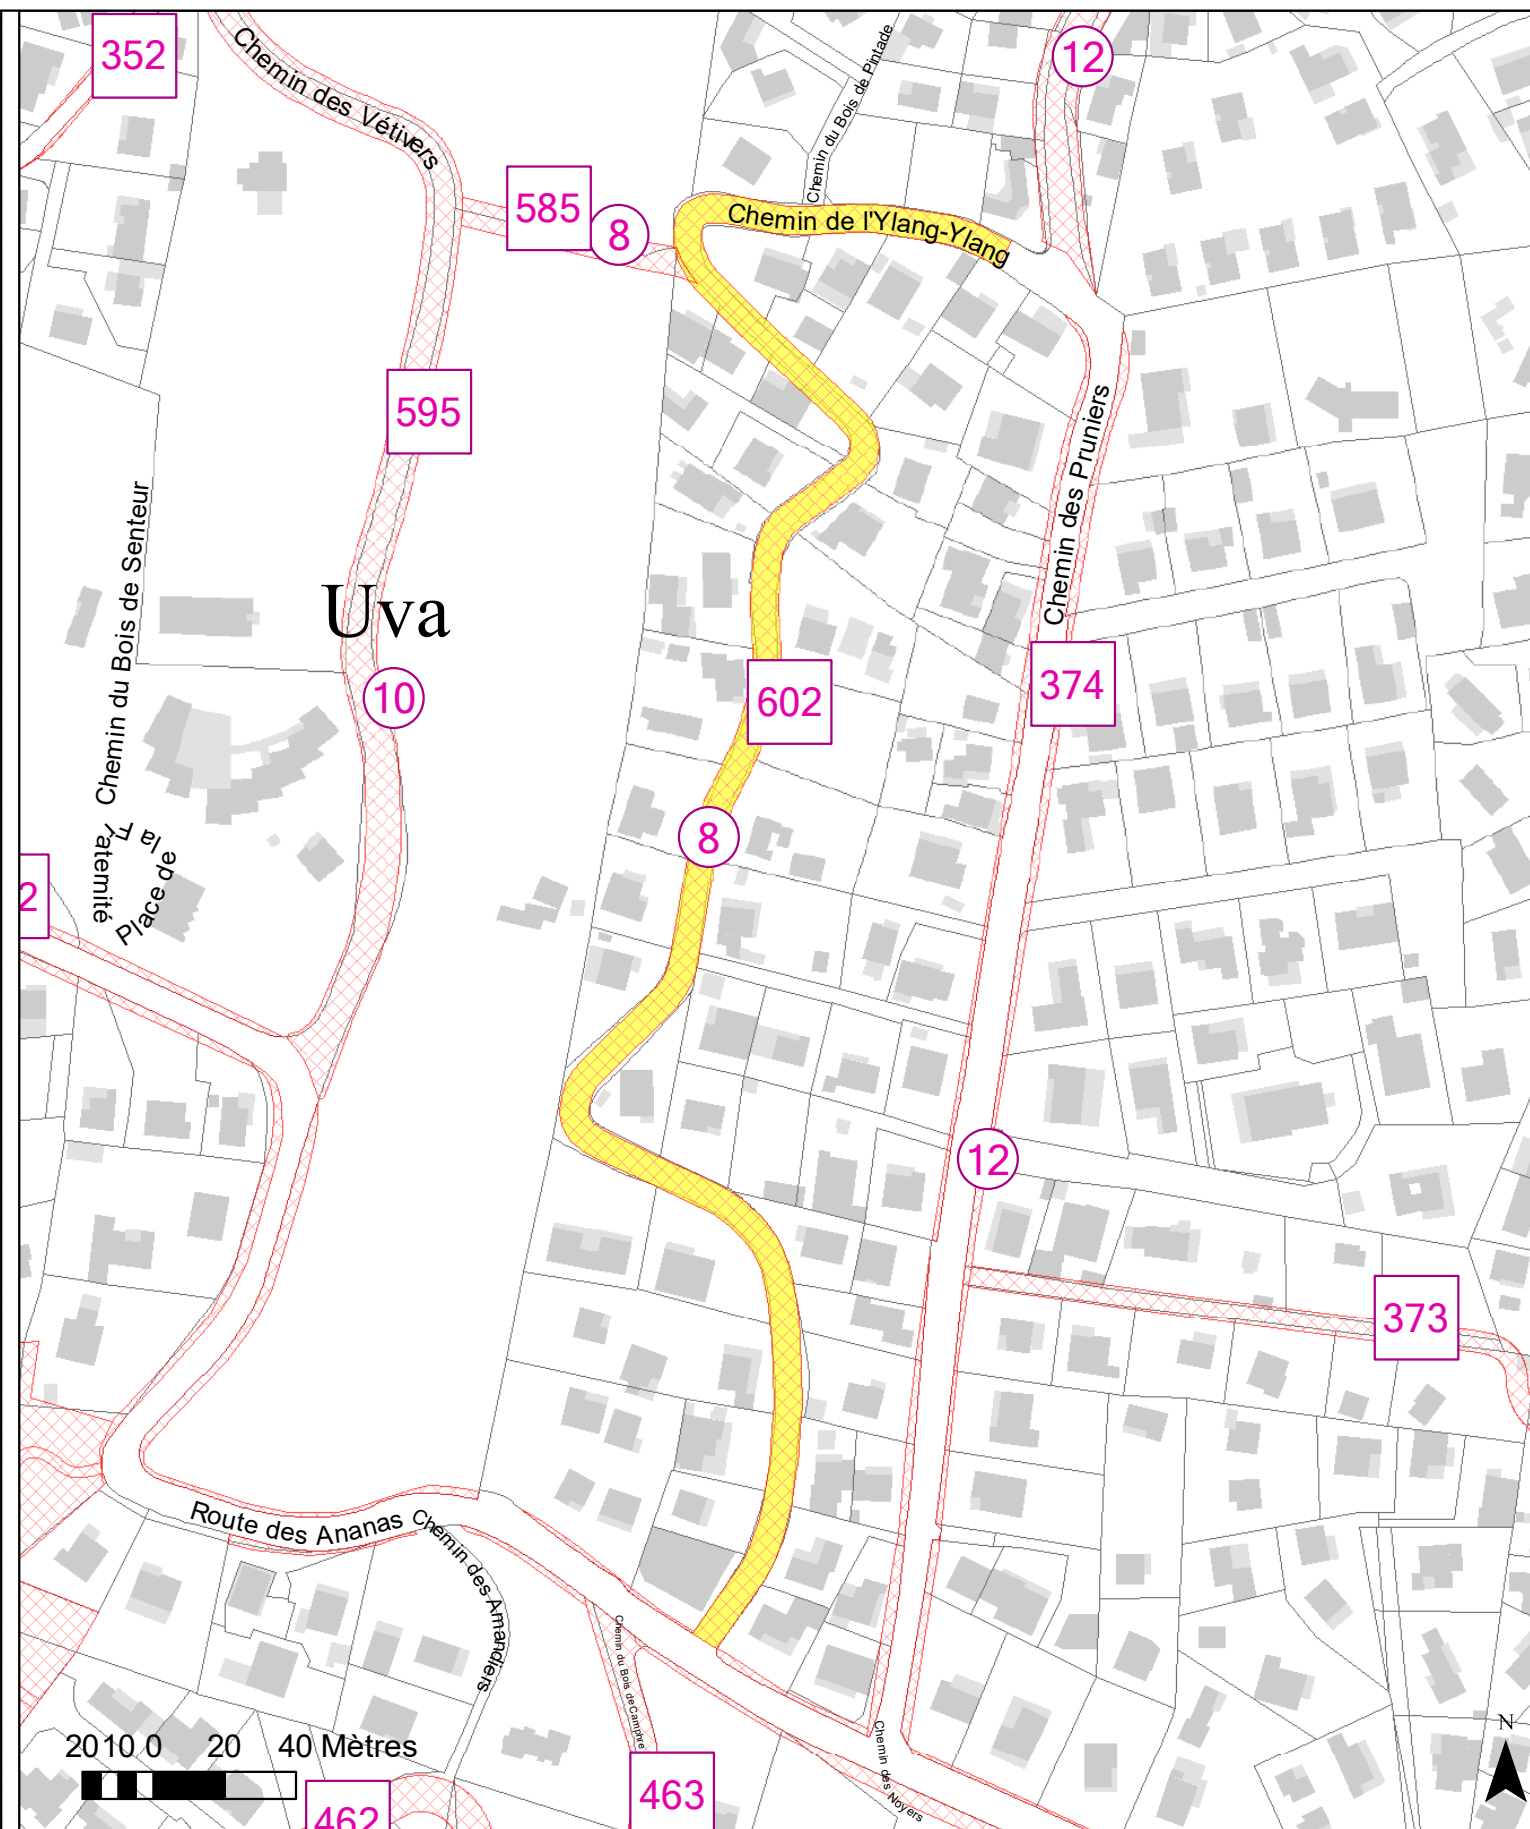 352
12
Chemin des Vétivers
Chemin du Bois de Pintade
585
8
Chemin de l'Ylang-Ylang
595
Chemin des Pruniers
Chemin du Bois de Senteur
Uva
10
602
374
8
Place de la Fraternité
2
12
373
Route des Ananas
Chemin des Amandiers
Chemin du Bois de Camphre
Chemin des Noyers
N
20 10 0 20 40 Mètres
462
463